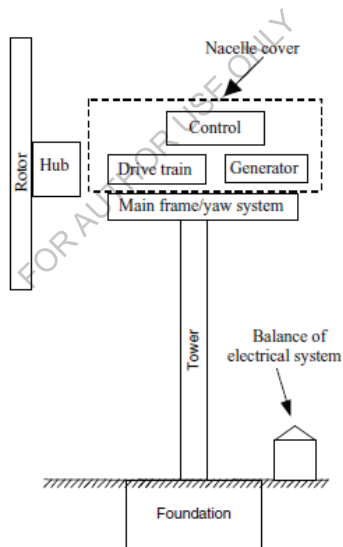 Nacelle cover
Control
Drive train
Generator
Rotor
Hub
Main frame/yaw system
Tower
Balance of
electrical system
Foundation
FOR AUTHOR USE ONLY